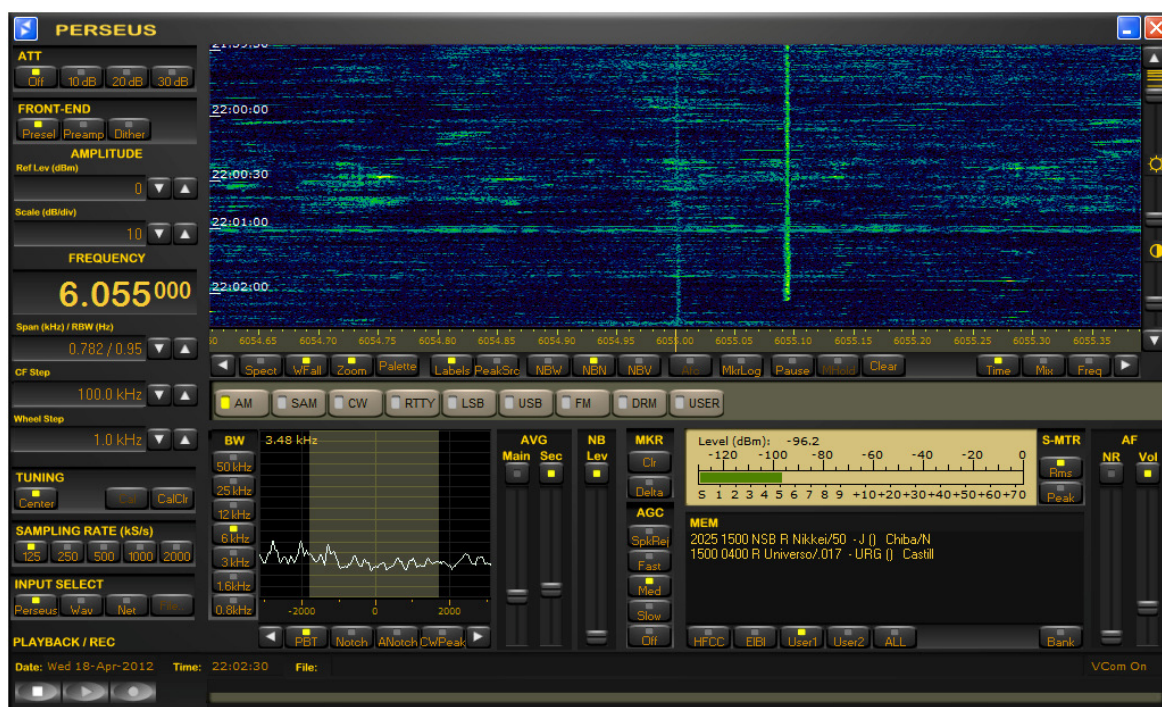 PERSEUS
ATT
Off 10 dB 20 dB 30 dB
FRONT-END
Presel Preamp Dither
AMPLITUDE
Ref Lev (dBm)
0
Scale (dB/div)
10
FREQUENCY
6.055000
Span (kHz) / RBW (Hz)
0.782 / 0.95
CF Step
100.0 kHz
Wheel Step
1.0 kHz
TUNING
Center Cal CalClr
SAMPLING RATE (kS/s)
125 250 500 1000 2000
INPUT SELECT
Perseus Wav Net File
PLAYBACK / REC
21:59:30
22:00:00
22:00:30
22:01:00
22:02:00
6054.65 6054.70 6054.75 6054.80 6054.85 6054.90 6054.95 6055.00 6055.05 6055.10 6055.15 6055.20 6055.25 6055.30 6055.35
Spect WFall Zoom Palette Labels PeakSrc NBW NBN NBV MkrLog Pause MHold Clear Time Mix Freq
AM SAM CW RTTY LSB USB FM DRM USER
BW
50 kHz
25 kHz
12 kHz
6 kHz
3 kHz
1.6kHz
0.8kHz
3.48 kHz
-2000 0 2000
PBT Notch ANotch CWPeak
AVG
Main Sec
NB
Lev
MKR
Clr
Delta
AGC
SpkRej
Fast
Med
Slow
Off
Level (dBm): -96.2
-120 -100 -80 -60 -40 -20 0
S 1 2 3 4 5 6 7 8 9 +10+20+30+40+50+60+70
S-MTR
Rms
Peak
AF
NR Vol
MEM
2025 1500 NSB R Nikkei/50 - J () Chiba/N
1500 0400 R Universo/.017 - URG () Castill
HFCC EIBI User1 User2 ALL Bank
Date: Wed 18-Apr-2012 Time: 22:02:30 File: VCom On